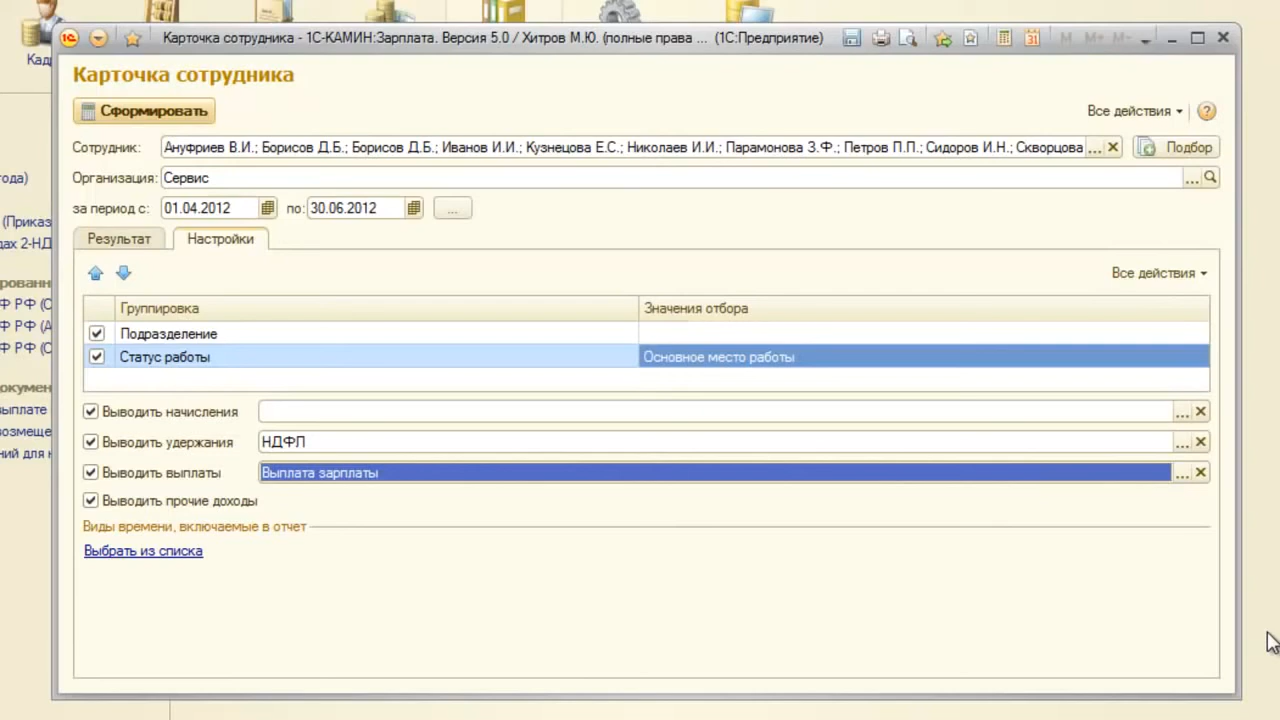 Карточка сотрудника - 1С-КАМИН:Зарплата. Версия 5.0 / Хитров М.Ю. (полные права ... (1С:Предприятие)
M M+ M-
Кад
Карточка сотрудника
Сформировать
Все действия
Сотрудник: Ануфриев В.И.; Борисов Д.Б.; Борисов Д.Б.; Иванов И.И.; Кузнецова Е.С.; Николаев И.И.; Парамонова З.Ф.; Петров П.П.; Сидоров И.Н.; Скворцова ... Подбор
Организация: Сервис ...
за период с: 01.04.2012 по: 30.06.2012 ...
Результат Настройки
Все действия
Группировка Значения отбора
Подразделение
Статус работы Основное место работы
Выводить начисления ...
Выводить удержания НДФЛ ...
Выводить выплаты Выплата зарплаты ...
Выводить прочие доходы
Виды времени, включаемые в отчет
Выбрать из списка
года)
(Приказ
дах 2-НД
рованн
Ф РФ (О
Ф РФ (А
Ф РФ (О
окумен
ыплате
озмеще
ний для н